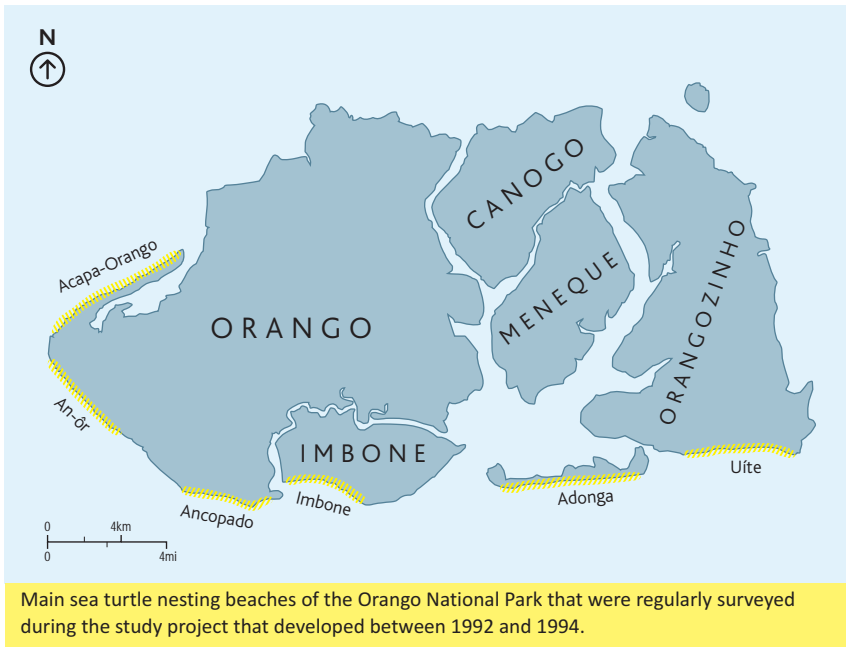 N
CANOGO
Acapa-Orango
MENEQUE
ORANGOZINHO
ORANGO
An-ôr
IMBONE
Uíte
Imbone
Adonga
Ancopado
0 4km
0 4mi
Main sea turtle nesting beaches of the Orango National Park that were regularly surveyed
during the study project that developed between 1992 and 1994.